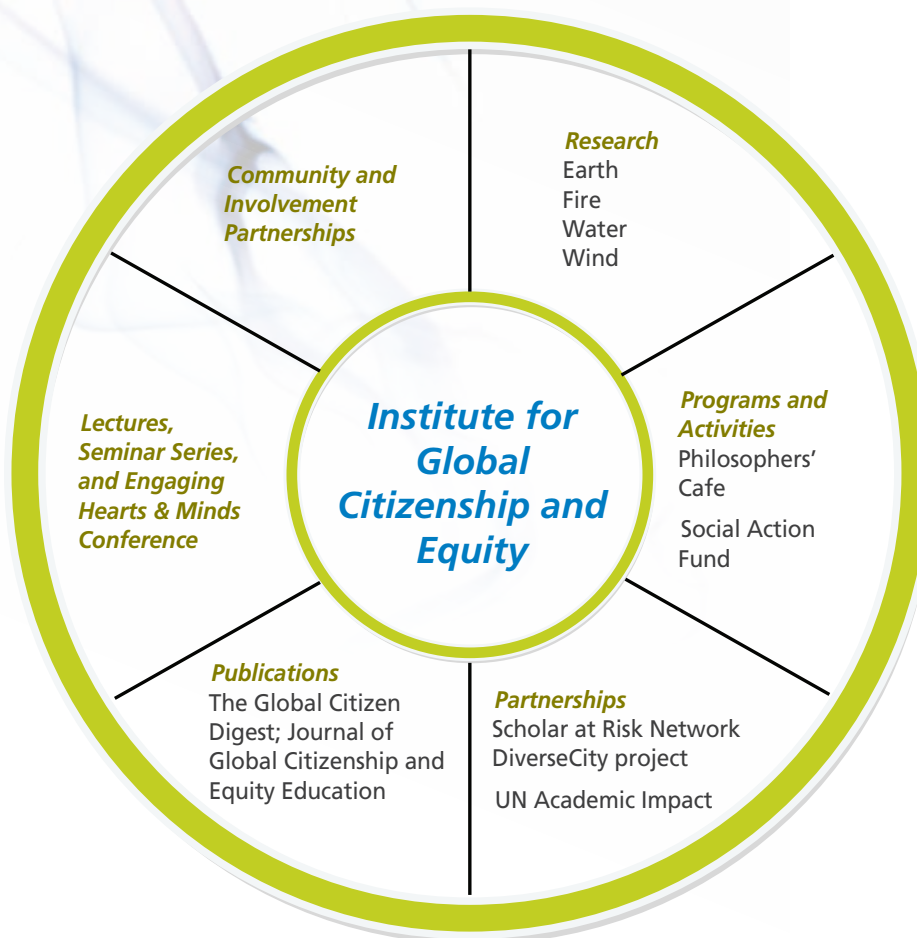 Community and
Involvement
Partnerships
Research
Earth
Fire
Water
Wind
Lectures,
Seminar Series,
and Engaging
Hearts & Minds
Conference
Institute for
Global
Citizenship and
Equity
Programs and
Activities
Philosophers’
Cafe
Social Action
Fund
Publications
The Global Citizen
Digest; Journal of
Global Citizenship and
Equity Education
Partnerships
Scholar at Risk Network
DiverseCity project
UN Academic Impact